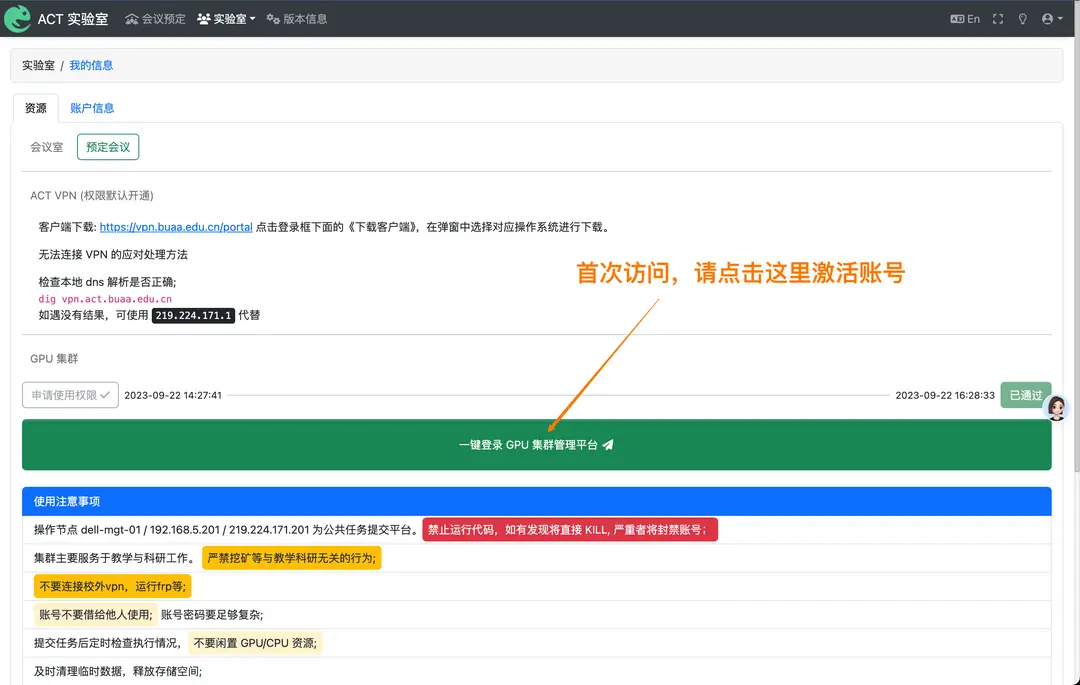 ACT 实验室 会议预定 实验室 版本信息 En
实验室 / 我的信息
资源 账户信息
会议室 预定会议
ACT VPN (权限默认开通)
客户端下载: https://vpn.buaa.edu.cn/portal 点击登录框下面的《下载客户端》，在弹窗中选择对应操作系统进行下载。
无法连接 VPN 的应对处理方法
首次访问，请点击这里激活账号
检查本地 dns 解析是否正确;
dig vpn.act.buaa.edu.cn
如遇没有结果，可使用 219.224.171.1 代替
GPU 集群
申请使用权限 2023-09-22 14:27:41 2023-09-22 16:28:33 已通过
一键登录 GPU 集群管理平台
使用注意事项
操作节点 dell-mgt-01 / 192.168.5.201 / 219.224.171.201 为公共任务提交平台。 禁止运行代码，如有发现将直接 KILL, 严重者将封禁账号；
集群主要服务于教学与科研工作。 严禁挖矿等与教学科研无关的行为;
不要连接校外vpn，运行frp等;
账号不要借给他人使用; 账号密码要足够复杂;
提交任务后定时检查执行情况， 不要闲置 GPU/CPU 资源;
及时清理临时数据，释放存储空间;